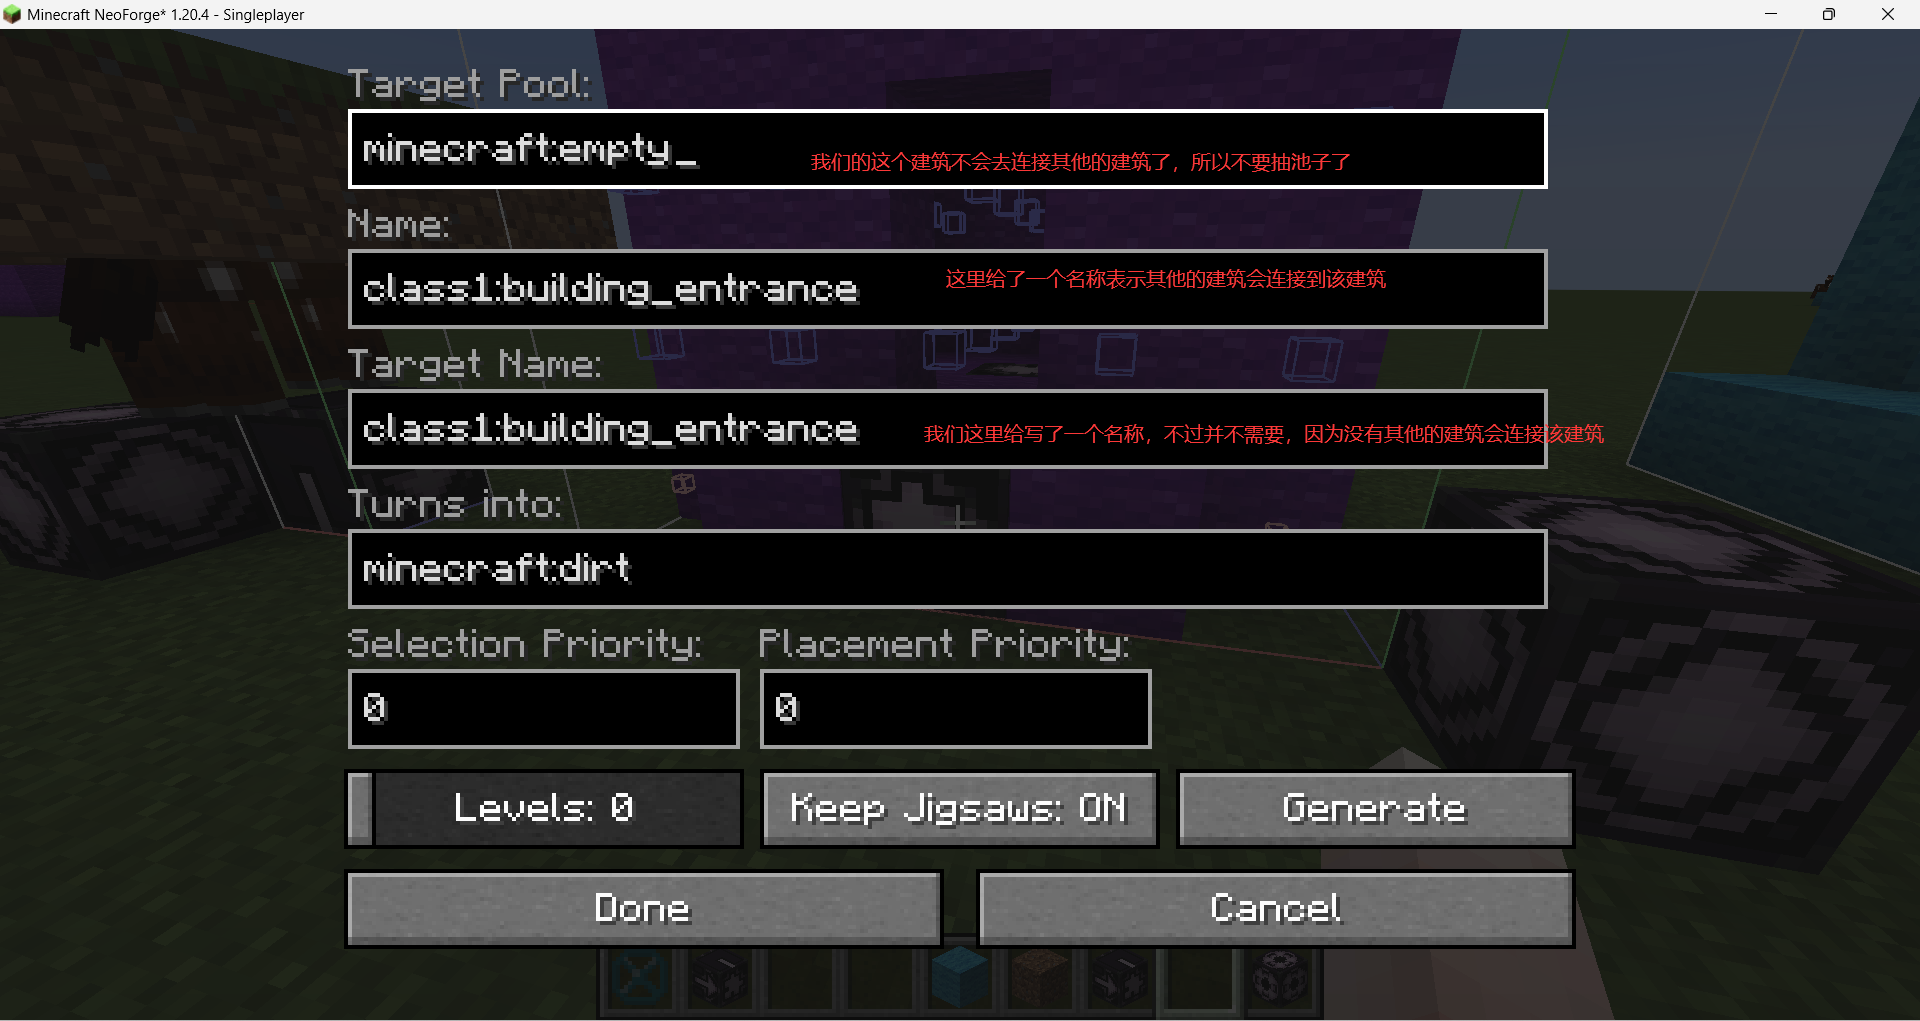 Minecraft NeoForge* 1.20.4 - Singleplayer
Target Pool:
minecraft:empty_
我们的这个建筑不会去连接其他的建筑了，所以不要抽池子了
Name:
class1:building_entrance
这里给了一个名称表示其他的建筑会连接到该建筑
Target Name:
class1:building_entrance
我们这里给写了一个名称，不过并不需要，因为没有其他的建筑会连接该建筑
Turns into:
minecraft:dirt
Selection Priority: Placement Priority:
0 0
Levels: 0 Keep Jigsaws: ON Generate
Done Cancel